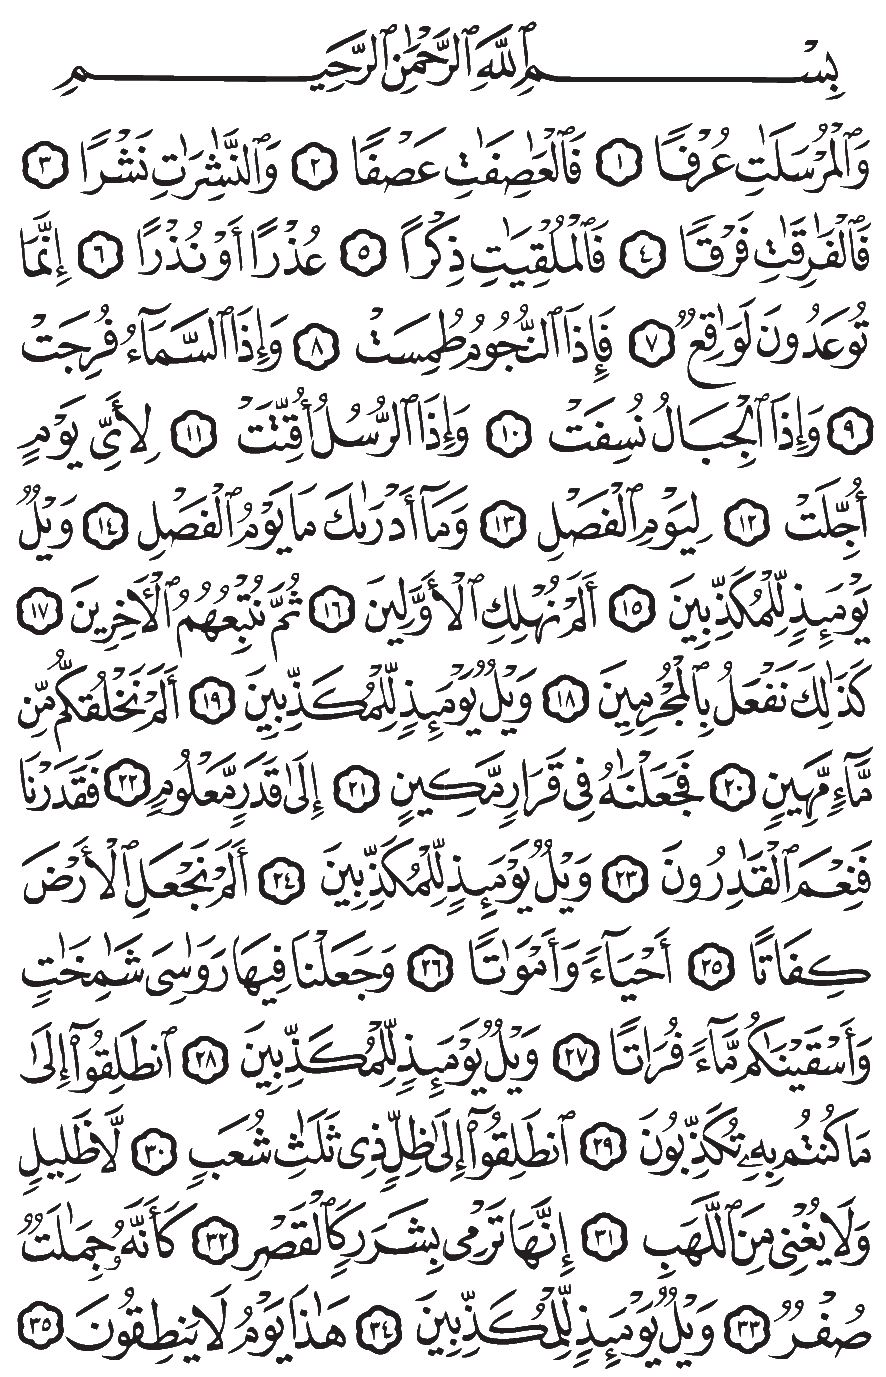 بِسْمِ ٱللَّهِ ٱلرَّحْمَٰنِ ٱلرَّحِيمِ
وَٱلْمُرْسَلَٰتِ عُرْفًا ١ فَٱلْعَٰصِفَٰتِ عَصْفًا ٢ وَٱلنَّٰشِرَٰتِ نَشْرًا ٣
فَٱلْفَٰرِقَٰتِ فَرْقًا ٤ فَٱلْمُلْقِيَٰتِ ذِكْرًا ٥ عُذْرًا أَوْ نُذْرًا ٦ إِنَّمَا
تُوعَدُونَ لَوَٰقِعٌ ٧ فَإِذَا ٱلنُّجُومُ طُمِسَتْ ٨ وَإِذَا ٱلسَّمَآءُ فُرِجَتْ
٩ وَإِذَا ٱلْجِبَالُ نُسِفَتْ ١٠ وَإِذَا ٱلرُّسُلُ أُقِّتَتْ ١١ لِأَىِّ يَوْمٍ
أُجِّلَتْ ١٢ لِيَوْمِ ٱلْفَصْلِ ١٣ وَمَآ أَدْرَىٰكَ مَا يَوْمُ ٱلْفَصْلِ ١٤ وَيْلٌ
يَوْمَئِذٍ لِّلْمُكَذِّبِينَ ١٥ أَلَمْ نُهْلِكِ ٱلْأَوَّلِينَ ١٦ ثُمَّ نُتْبِعُهُمُ ٱلْأَخِرِينَ ١٧
كَذَٰلِكَ نَفْعَلُ بِٱلْمُجْرِمِينَ ١٨ وَيْلٌ يَوْمَئِذٍ لِّلْمُكَذِّبِينَ ١٩ أَلَمْ نَخْلُقكُّم مِّن
مَّآءٍ مَّهِينٍ ٢٠ فَجَعَلْنَٰهُ فِى قَرَارٍ مَّكِينٍ ٢١ إِلَىٰ قَدَرٍ مَّعْلُومٍ ٢٢ فَقَدَرْنَا
فَنِعْمَ ٱلْقَٰدِرُونَ ٢٣ وَيْلٌ يَوْمَئِذٍ لِّلْمُكَذِّبِينَ ٢٤ أَلَمْ نَجْعَلِ ٱلْأَرْضَ
كِفَاتًا ٢٥ أَحْيَآءً وَأَمْوَٰتًا ٢٦ وَجَعَلْنَا فِيهَا رَوَٰسِىَ شَٰمِخَٰتٍ
وَأَسْقَيْنَٰكُم مَّآءً فُرَاتًا ٢٧ وَيْلٌ يَوْمَئِذٍ لِّلْمُكَذِّبِينَ ٢٨ ٱنطَلِقُوٓا۟ إِلَىٰ
مَا كُنتُم بِهِۦ تُكَذِّبُونَ ٢٩ ٱنطَلِقُوٓا۟ إِلَىٰ ظِلٍّ ذِى ثَلَٰثِ شُعَبٍ ٣٠ لَّا ظَلِيلٍ
وَلَا يُغْنِى مِنَ ٱللَّهَبِ ٣١ إِنَّهَا تَرْمِى بِشَرَرٍ كَٱلْقَصْرِ ٣٢ كَأَنَّهُۥ جِمَٰلَتٌ
صُفْرٌ ٣٣ وَيْلٌ يَوْمَئِذٍ لِّلْمُكَذِّبِينَ ٣٤ هَٰذَا يَوْمُ لَا يَنطِقُونَ ٣٥